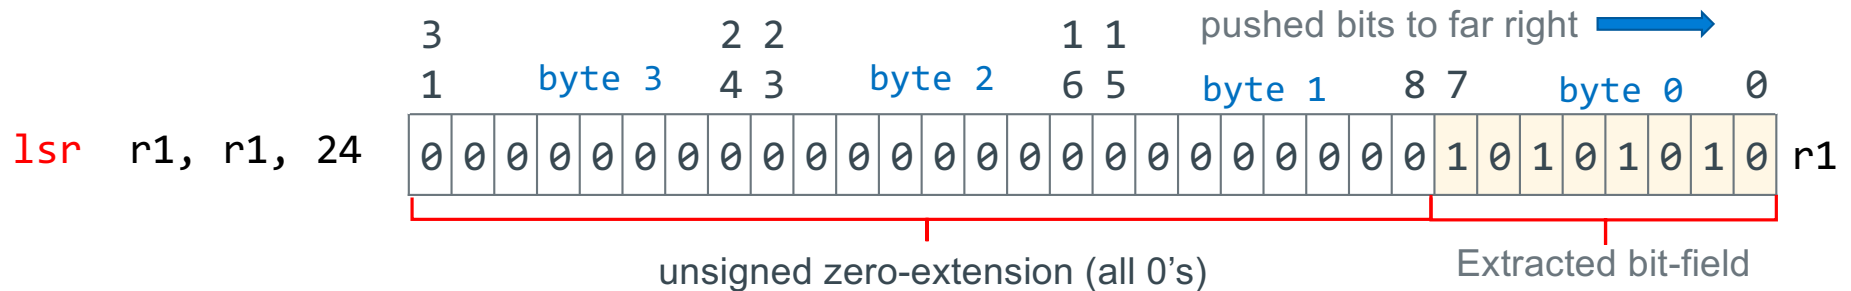 3 2 2 1 1 pushed bits to far right
1 byte 3 4 3 byte 2 6 5 byte 1 8 7 byte 0 0
lsr r1, r1, 24 0 0 0 0 0 0 0 0 0 0 0 0 0 0 0 0 0 0 0 0 0 0 0 0 1 0 1 0 1 0 1 0 r1
unsigned zero-extension (all 0’s) Extracted bit-field